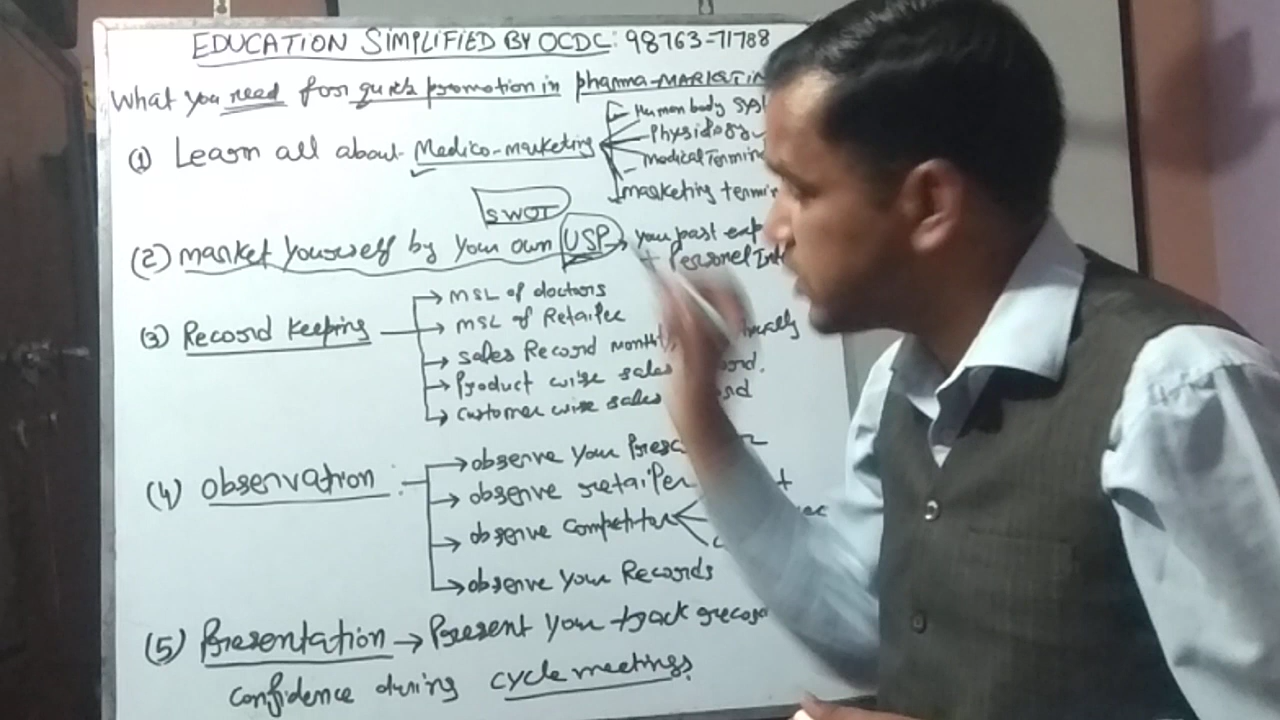 EDUCATION SIMPLIFIED BY OCDC: 98763-71788
What you need for quick promotion in pharma-MARKETIN
(1) Learn all about Medico-marketing
Human body sys
Physiology
Medical Termin
marketing termin
SWOT
(2) market yourself by your own USP → your past exp
+ Personel Int
(3) Record keeping
→ MSL of doctors
→ MSL of Retailer
→ sales Record month
→ Product wise sales
→ customer wise sales
(4) Observation
→ observe your Presc
→ observe retailer
→ observe competitor
→ observe your Records
(5) Presentation → Present your track recor
confidence during cycle meetings.